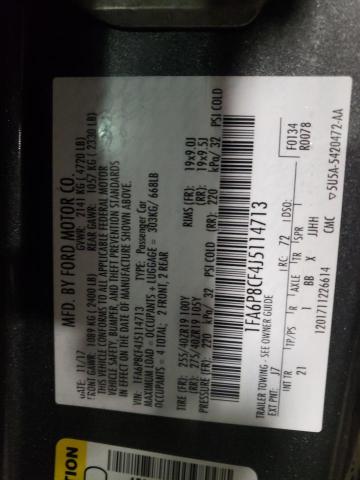 MFD. BY FORD MOTOR CO.
DATE: 11/17 GVWR: 2141 KG ( 4720 LB)
FRONT GAWR: 1089 KG ( 2400 LB) REAR GAWR: 1057 KG ( 2330 LB)
THIS VEHICLE CONFORMS TO ALL APPLICABLE FEDERAL MOTOR
VEHICLE SAFETY, BUMPER, AND THEFT PREVENTION STANDARDS
IN EFFECT ON THE DATE OF MANUFACTURE SHOWN ABOVE.
VIN: 1FA6P8CF4J5114713 TYPE: Passenger Car
MAXIMUM LOAD = OCCUPANTS + LUGGAGE = 303KG/ 668LB
OCCUPANTS = 4 TOTAL; 2 FRONT, 2 REAR
TIRE (FR): 255/40ZR19 100Y RIMS (FR): 19x9.0J
(RR): 275/40ZR19 105Y (RR): 19x9.5J
PRESSURE (FR): 220 kPa/ 32 PSI COLD (RR): 220 kPa/ 32 PSI COLD
1FA6P8CF4J5114713
F0134
R0078
TRAILER TOWING - SEE OWNER GUIDE
EXT PNT: J7 RC: 72 DSO:
INT TR TP/PS R AXLE TR SPR
21 1 BB X JJHH
1201711226614 CMC ▽5U5A-5420472-AA